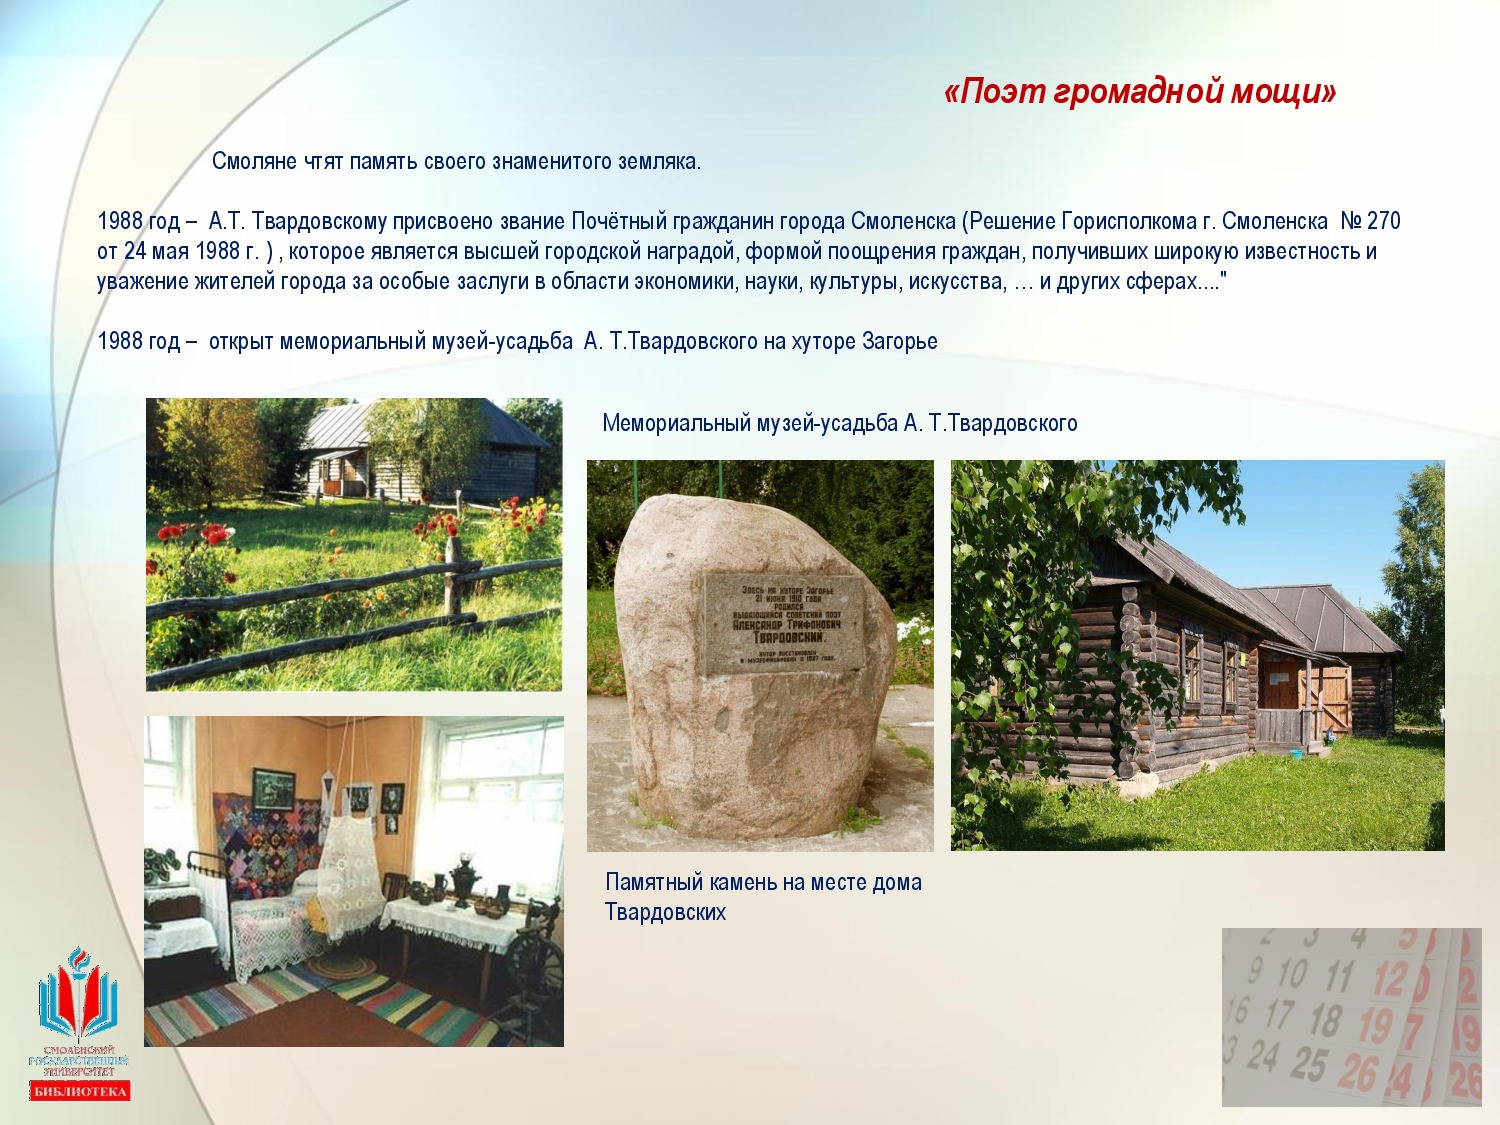 «Поэт громадной мощи»
Смоляне чтят память своего знаменитого земляка.
1988 год – А.Т. Твардовскому присвоено звание Почётный гражданин города Смоленска (Решение Горисполкома г. Смоленска № 270
от 24 мая 1988 г. ) , которое является высшей городской наградой, формой поощрения граждан, получивших широкую известность и
уважение жителей города за особые заслуги в области экономики, науки, культуры, искусства, … и других сферах...."
1988 год – открыт мемориальный музей-усадьба А. Т.Твардовского на хуторе Загорье
Мемориальный музей-усадьба А. Т.Твардовского
Здесь на хуторе Загорье
21 июня 1910 года
родился
выдающийся советский поэт
Александр Трифонович
Твардовский.
хутор восстановлен
и музеефицирован в 1987 году.
Памятный камень на месте дома
Твардовских
2 3 4 5
9 10 11 12 2
16 17 18 19 7 19
24 25 26 24 26
СМОЛЕНСКИЙ
ГОСУДАРСТВЕННЫЙ
УНИВЕРСИТЕТ
БИБЛИОТЕКА